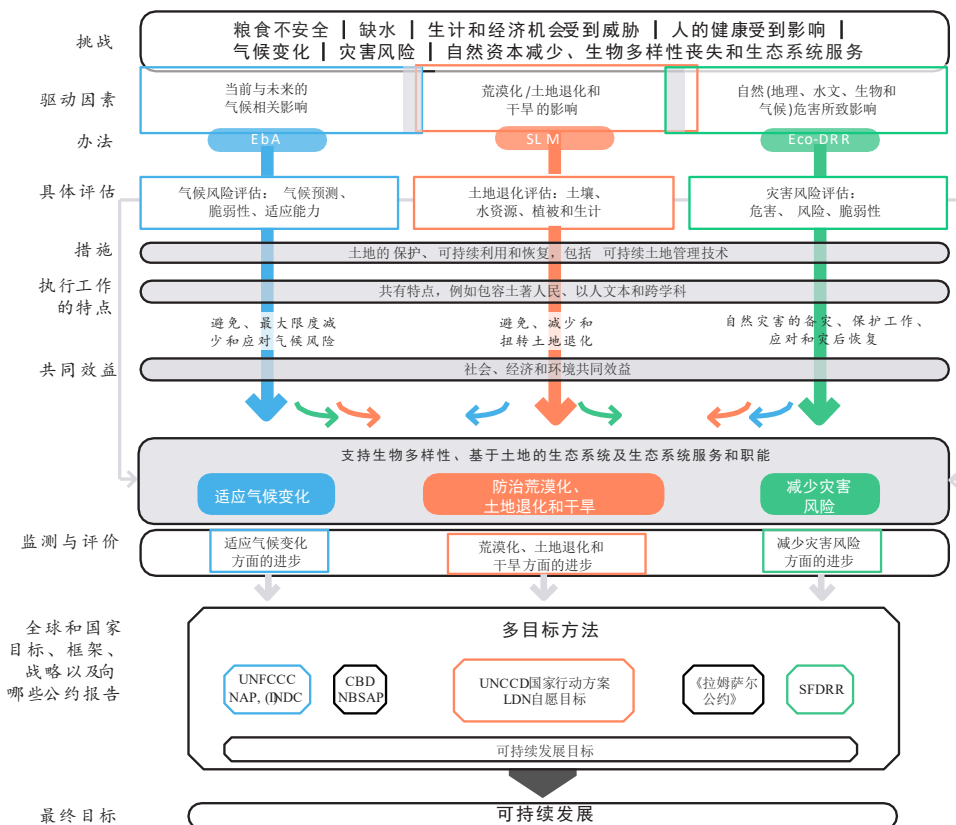 挑战
粮食不安全 | 缺水 | 生计和经济机会受到威胁 | 人的健康受到影响 |
气候变化 | 灾害风险 | 自然资本减少、生物多样性丧失和生态系统服务
驱动因素
当前与未来的
气候相关影响
荒漠化/土地退化和
干旱的影响
自然(地理、水文、生物和
气候)危害所致影响
办法
EbA
SLM
Eco-DRR
具体评估
气候风险评估： 气候预测、
脆弱性、适应能力
土地退化评估：土壤、
水资源、植被和生计
灾害风险评估：
危害、 风险、脆弱性
措施
土地的保护、可持续利用和恢复，包括 可持续土地管理技术
执行工作
的特点
共有特点，例如包容土著人民、以人文本和跨学科
避免、最大限度减
少和应对气候风险
避免、减少和
扭转土地退化
自然灾害的备灾、保护工作、
应对和灾后恢复
共同效益
社会、经济和环境共同效益
支持生物多样性、基于土地的生态系统及生态系统服务和职能
适应气候变化
防治荒漠化、
土地退化和干旱
减少灾害
风险
监测与评价
适应气候变化
方面的进步
荒漠化、土地退化和
干旱方面的进步
减少灾害风险
方面的进步
全球和国家
目标、框架、
战略以及向
哪些公约报告
多目标方法
UNFCCC
NAP, (I)NDC
CBD
NBSAP
UNCCD国家行动方案
LDN自愿目标
《拉姆萨尔
公约》
SFDRR
可持续发展目标
最终目标
可持续发展